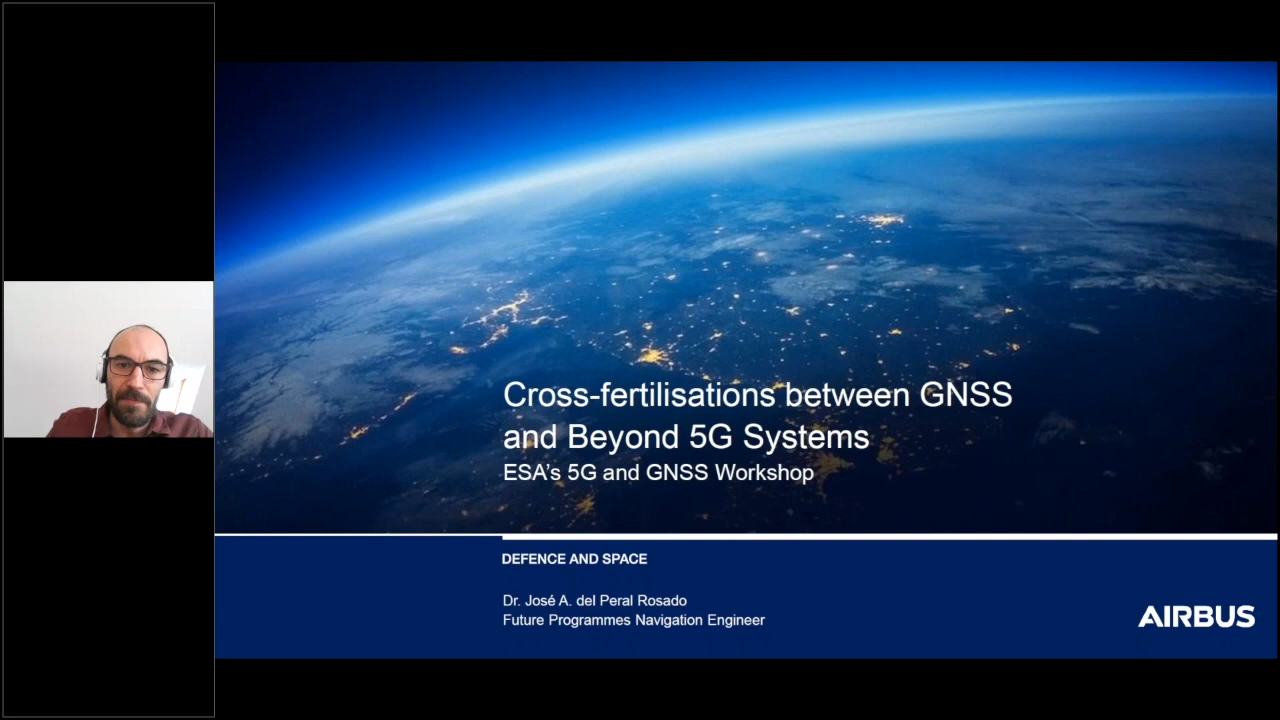 Cross-fertilisations between GNSS
and Beyond 5G Systems
ESA's 5G and GNSS Workshop
DEFENCE AND SPACE
Dr. José A. del Peral Rosado
Future Programmes Navigation Engineer
AIRBUS